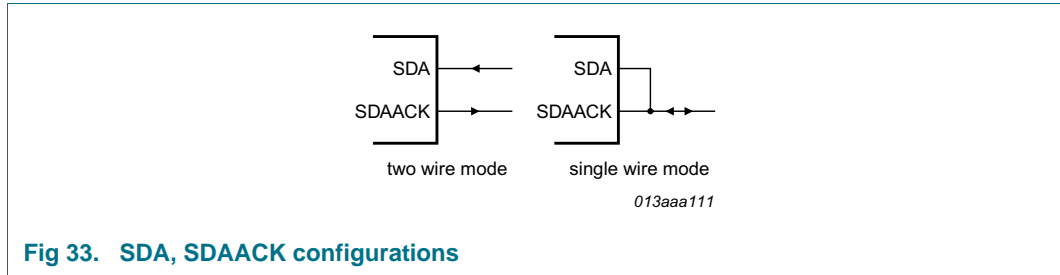 SDA
SDAACK
two wire mode
SDA
SDAACK
single wire mode
013aaa111
Fig 33. SDA, SDAACK configurations